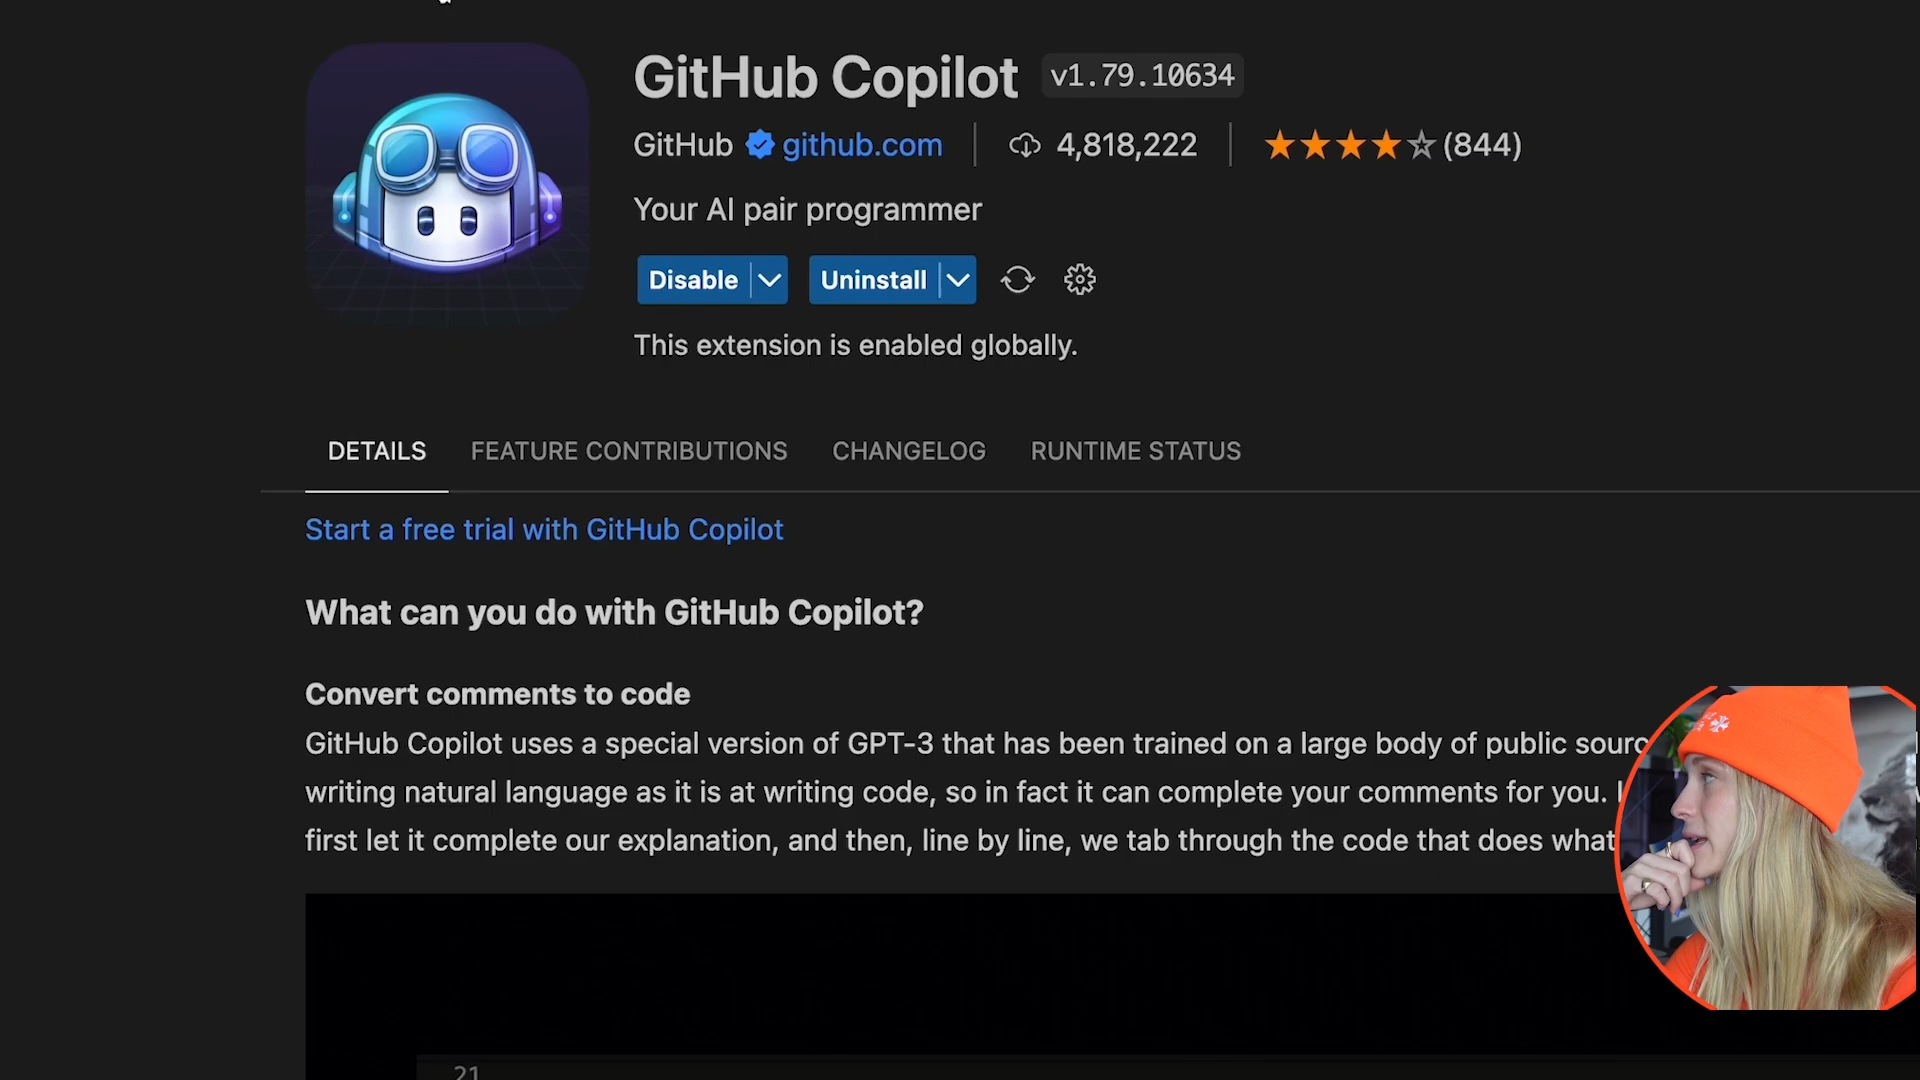 GitHub Copilot v1.79.10634
GitHub github.com 4,818,222 (844)
Your AI pair programmer
Disable Uninstall
This extension is enabled globally.
DETAILS FEATURE CONTRIBUTIONS CHANGELOG RUNTIME STATUS
Start a free trial with GitHub Copilot
What can you do with GitHub Copilot?
Convert comments to code
GitHub Copilot uses a special version of GPT-3 that has been trained on a large body of public
writing natural language as it is at writing code, so in fact it can complete your comments for you.
first let it complete our explanation, and then, line by line, we tab through the code that does what
21